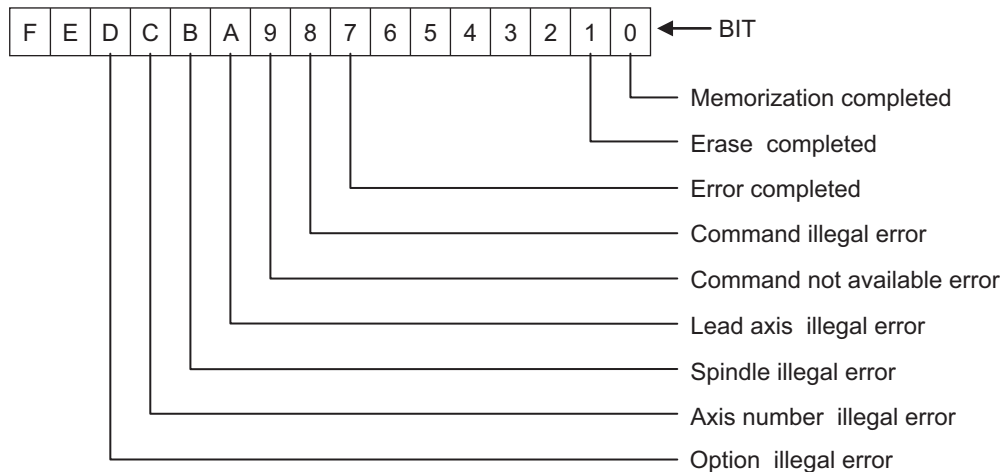 F E D C B A 9 8 7 6 5 4 3 2 1 0 BIT
Memorization completed
Erase completed
Error completed
Command illegal error
Command not available error
Lead axis illegal error
Spindle illegal error
Axis number illegal error
Option illegal error